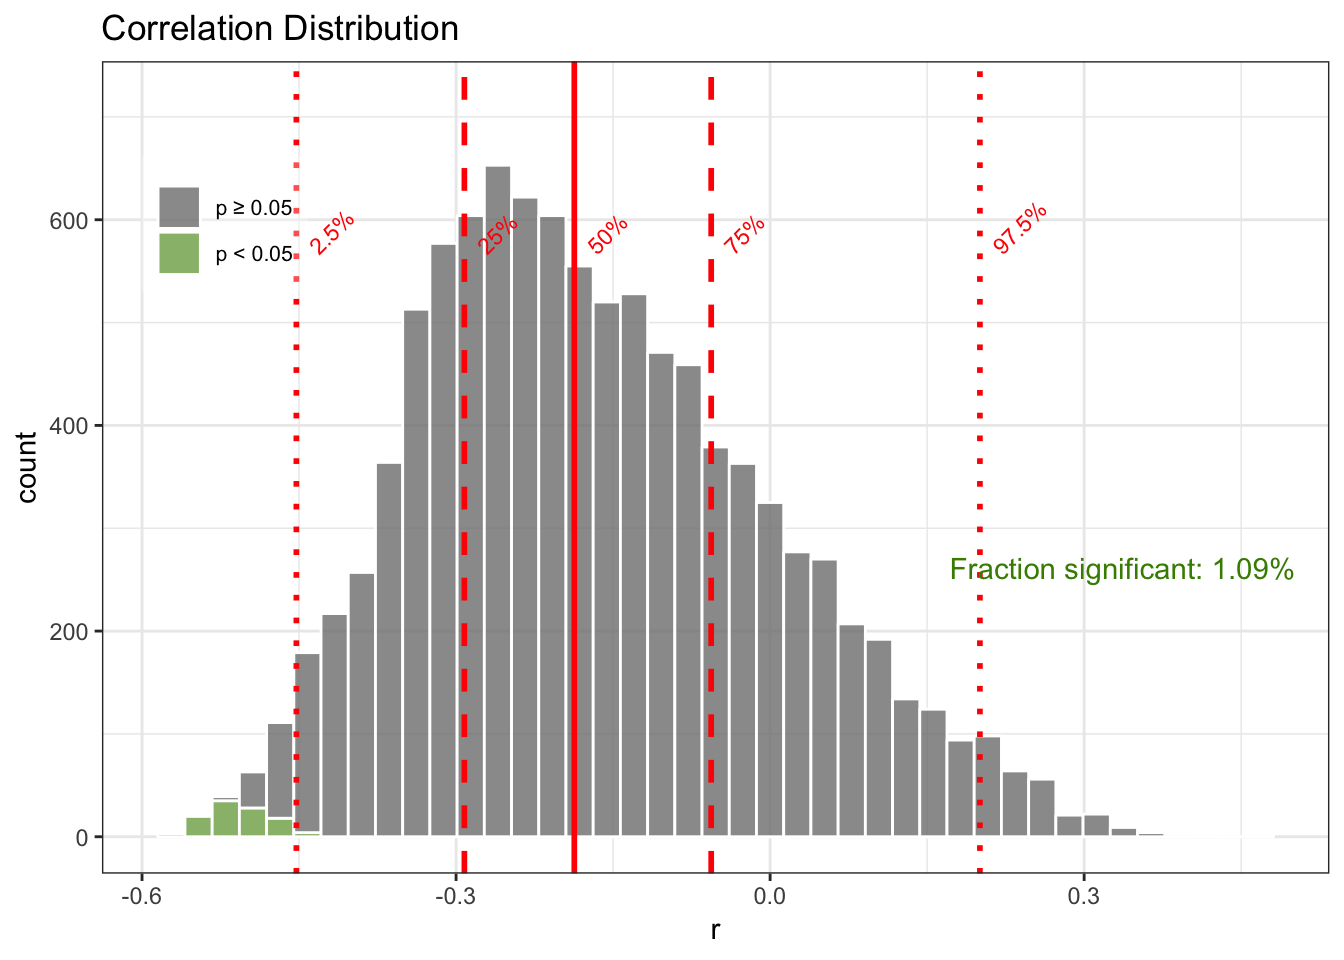 Correlation Distribution
p ≥ 0.05
p < 0.05
2.5%
25%
50%
75%
97.5%
Fraction significant: 1.09%
count
600
400
200
0
-0.6
-0.3
0.0
0.3
r